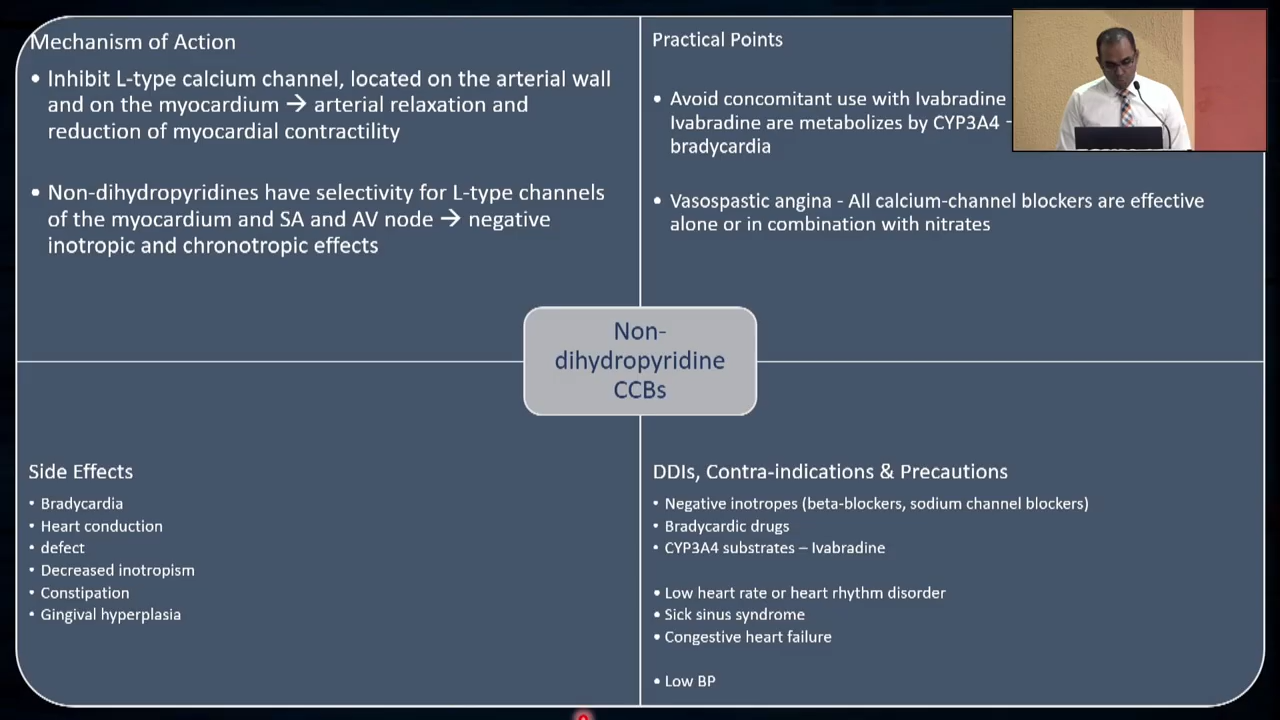 Mechanism of Action
• Inhibit L-type calcium channel, located on the arterial wall
and on the myocardium → arterial relaxation and
reduction of myocardial contractility
• Non-dihydropyridines have selectivity for L-type channels
of the myocardium and SA and AV node → negative
inotropic and chronotropic effects
Practical Points
• Avoid concomitant use with Ivabradine
Ivabradine are metabolizes by CYP3A4 -
bradycardia
• Vasospastic angina - All calcium-channel blockers are effective
alone or in combination with nitrates
Non-
dihydropyridine
CCBs
Side Effects
• Bradycardia
• Heart conduction
• defect
• Decreased inotropism
• Constipation
• Gingival hyperplasia
DDIs, Contra-indications & Precautions
• Negative inotropes (beta-blockers, sodium channel blockers)
• Bradycardic drugs
• CYP3A4 substrates – Ivabradine
• Low heart rate or heart rhythm disorder
• Sick sinus syndrome
• Congestive heart failure
• Low BP